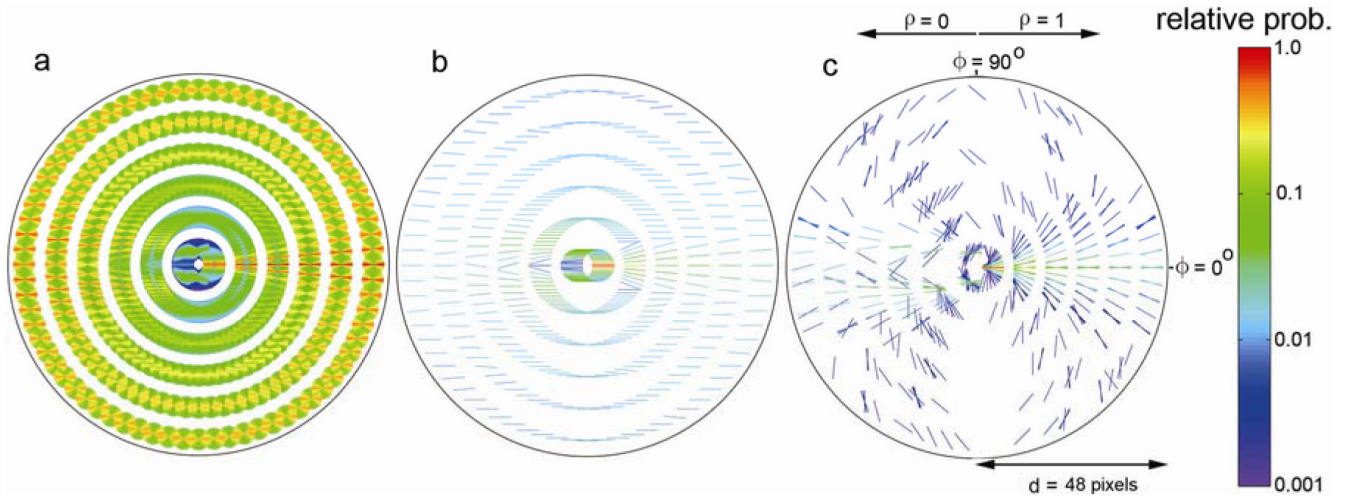 relative prob.
ρ = 0
ρ = 1
a
b
c
ϕ = 90°
1.0
0.1
ϕ = 0°
0.01
0.001
d = 48 pixels